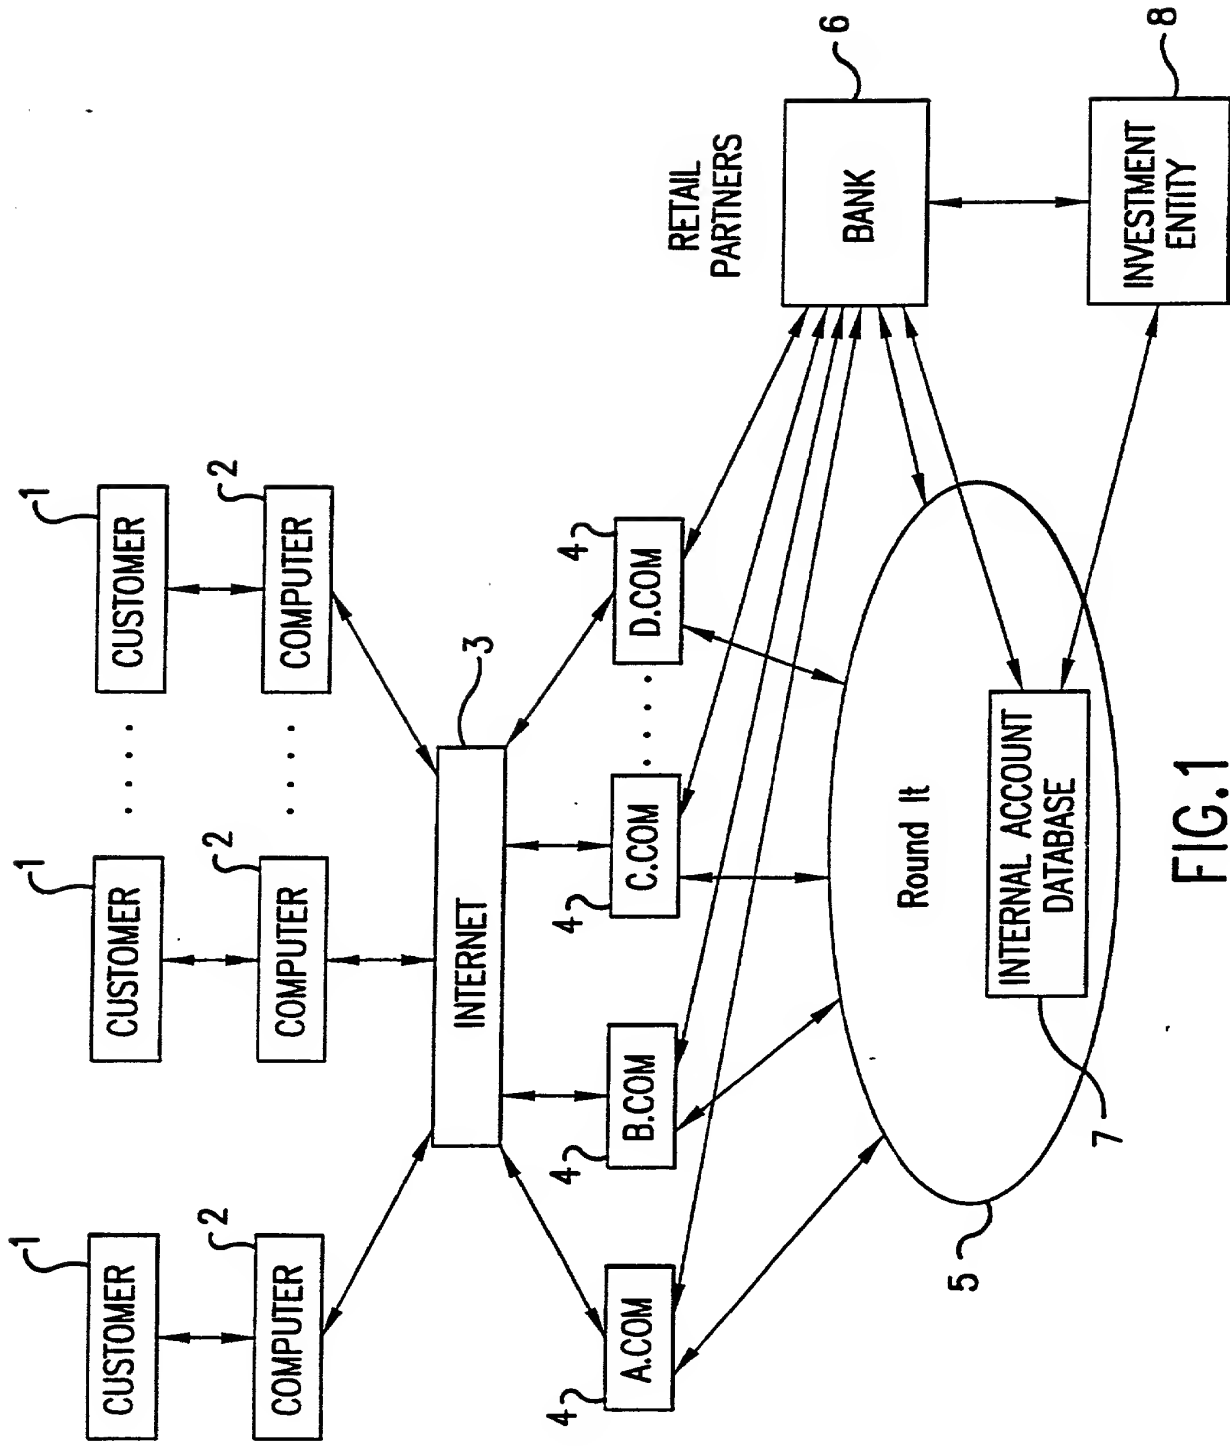 1
1
1
CUSTOMER
CUSTOMER
. . . .
CUSTOMER
2
2
2
COMPUTER
COMPUTER
. . . .
COMPUTER
3
INTERNET
4
4
4
4
A.COM
B.COM
C.COM
. . . .
D.COM
RETAIL
PARTNERS
6
BANK
Round It
INTERNAL ACCOUNT
DATABASE
5
7
8
INVESTMENT
ENTITY
FIG.1